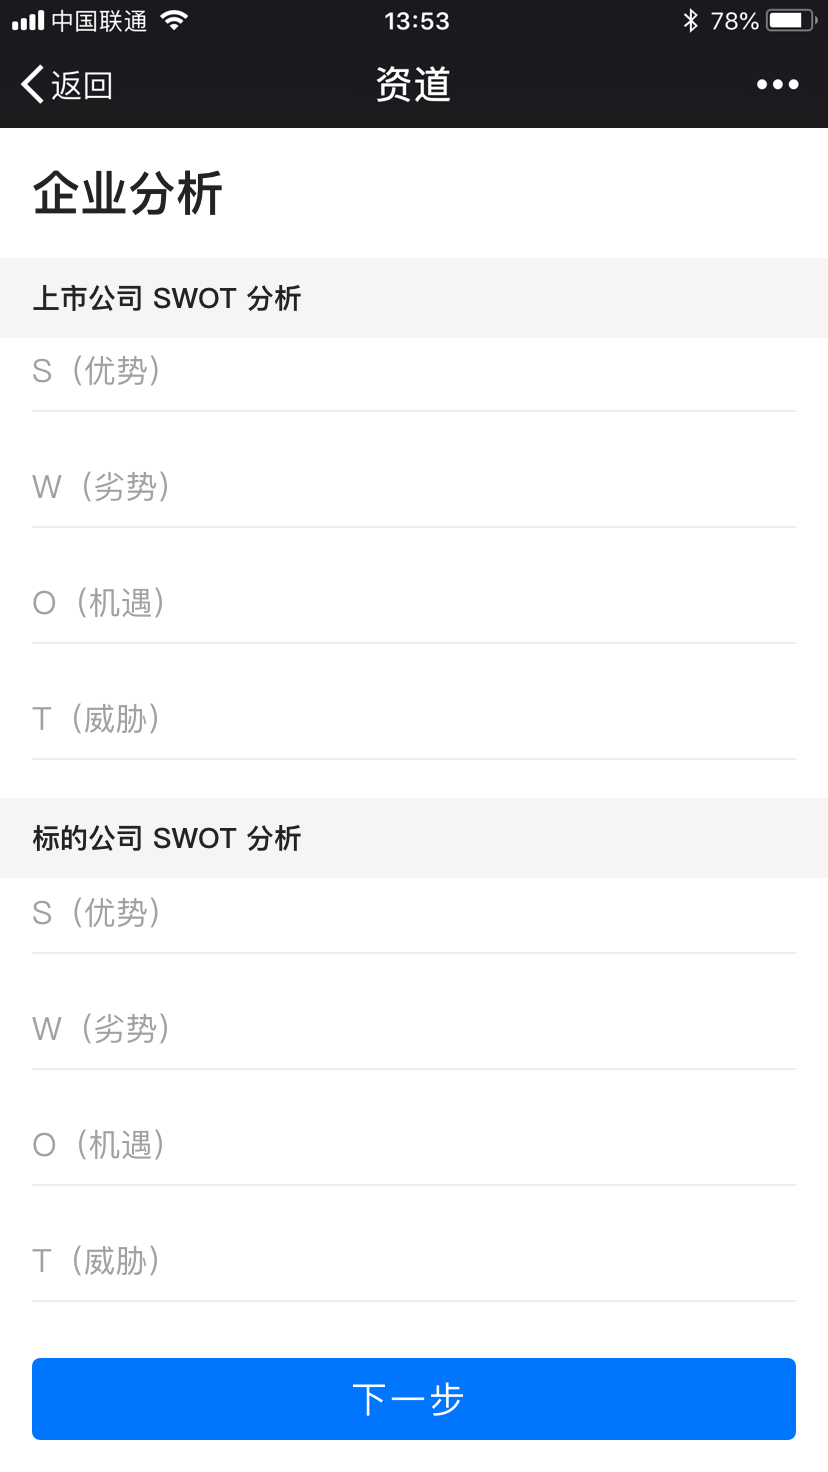 中国联通 13:53 78%
返回 资道
企业分析
上市公司 SWOT 分析
S（优势）
W（劣势）
O（机遇）
T（威胁）
标的公司 SWOT 分析
S（优势）
W（劣势）
O（机遇）
T（威胁）
下一步